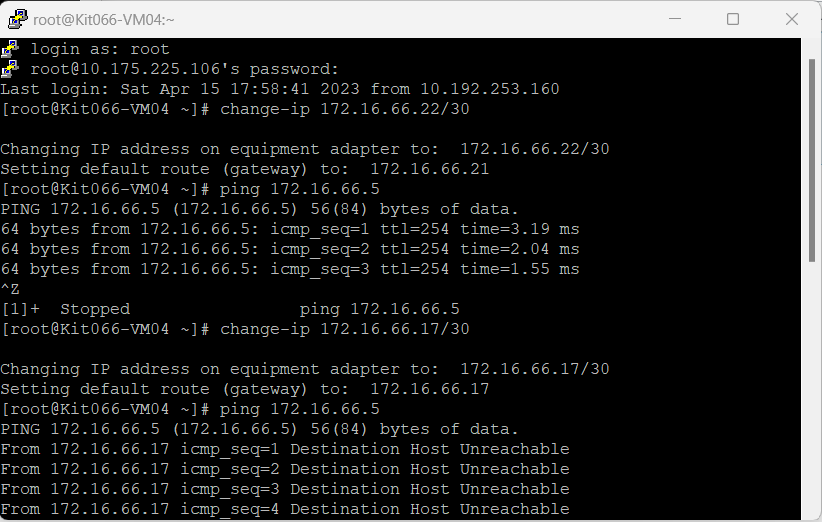 root@Kit066-VM04:~
login as: root
root@10.175.225.106's password:
Last login: Sat Apr 15 17:58:41 2023 from 10.192.253.160
[root@Kit066-VM04 ~]# change-ip 172.16.66.22/30
Changing IP address on equipment adapter to:  172.16.66.22/30
Setting default route (gateway) to:  172.16.66.21
[root@Kit066-VM04 ~]# ping 172.16.66.5
PING 172.16.66.5 (172.16.66.5) 56(84) bytes of data.
64 bytes from 172.16.66.5: icmp_seq=1 ttl=254 time=3.19 ms
64 bytes from 172.16.66.5: icmp_seq=2 ttl=254 time=2.04 ms
64 bytes from 172.16.66.5: icmp_seq=3 ttl=254 time=1.55 ms
^Z
[1]+  Stopped                 ping 172.16.66.5
[root@Kit066-VM04 ~]# change-ip 172.16.66.17/30
Changing IP address on equipment adapter to:  172.16.66.17/30
Setting default route (gateway) to:  172.16.66.17
[root@Kit066-VM04 ~]# ping 172.16.66.5
PING 172.16.66.5 (172.16.66.5) 56(84) bytes of data.
From 172.16.66.17 icmp_seq=1 Destination Host Unreachable
From 172.16.66.17 icmp_seq=2 Destination Host Unreachable
From 172.16.66.17 icmp_seq=3 Destination Host Unreachable
From 172.16.66.17 icmp_seq=4 Destination Host Unreachable